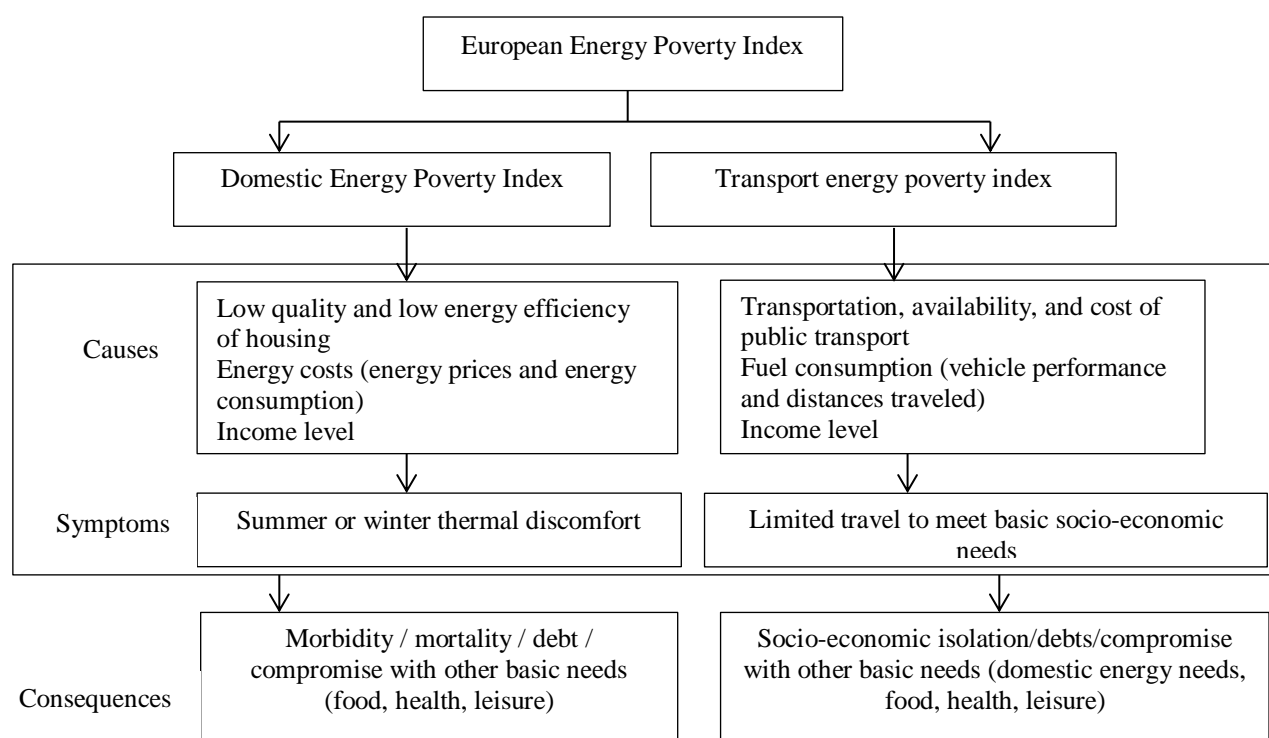 European Energy Poverty Index
Domestic Energy Poverty Index
Transport energy poverty index
Causes
Low quality and low energy efficiency
of housing
Energy costs (energy prices and energy
consumption)
Income level
Transportation, availability, and cost of
public transport
Fuel consumption (vehicle performance
and distances traveled)
Income level
Symptoms
Summer or winter thermal discomfort
Limited travel to meet basic socio-economic
needs
Consequences
Morbidity / mortality / debt /
compromise with other basic needs
(food, health, leisure)
Socio-economic isolation/debts/compromise
with other basic needs (domestic energy needs,
food, health, leisure)